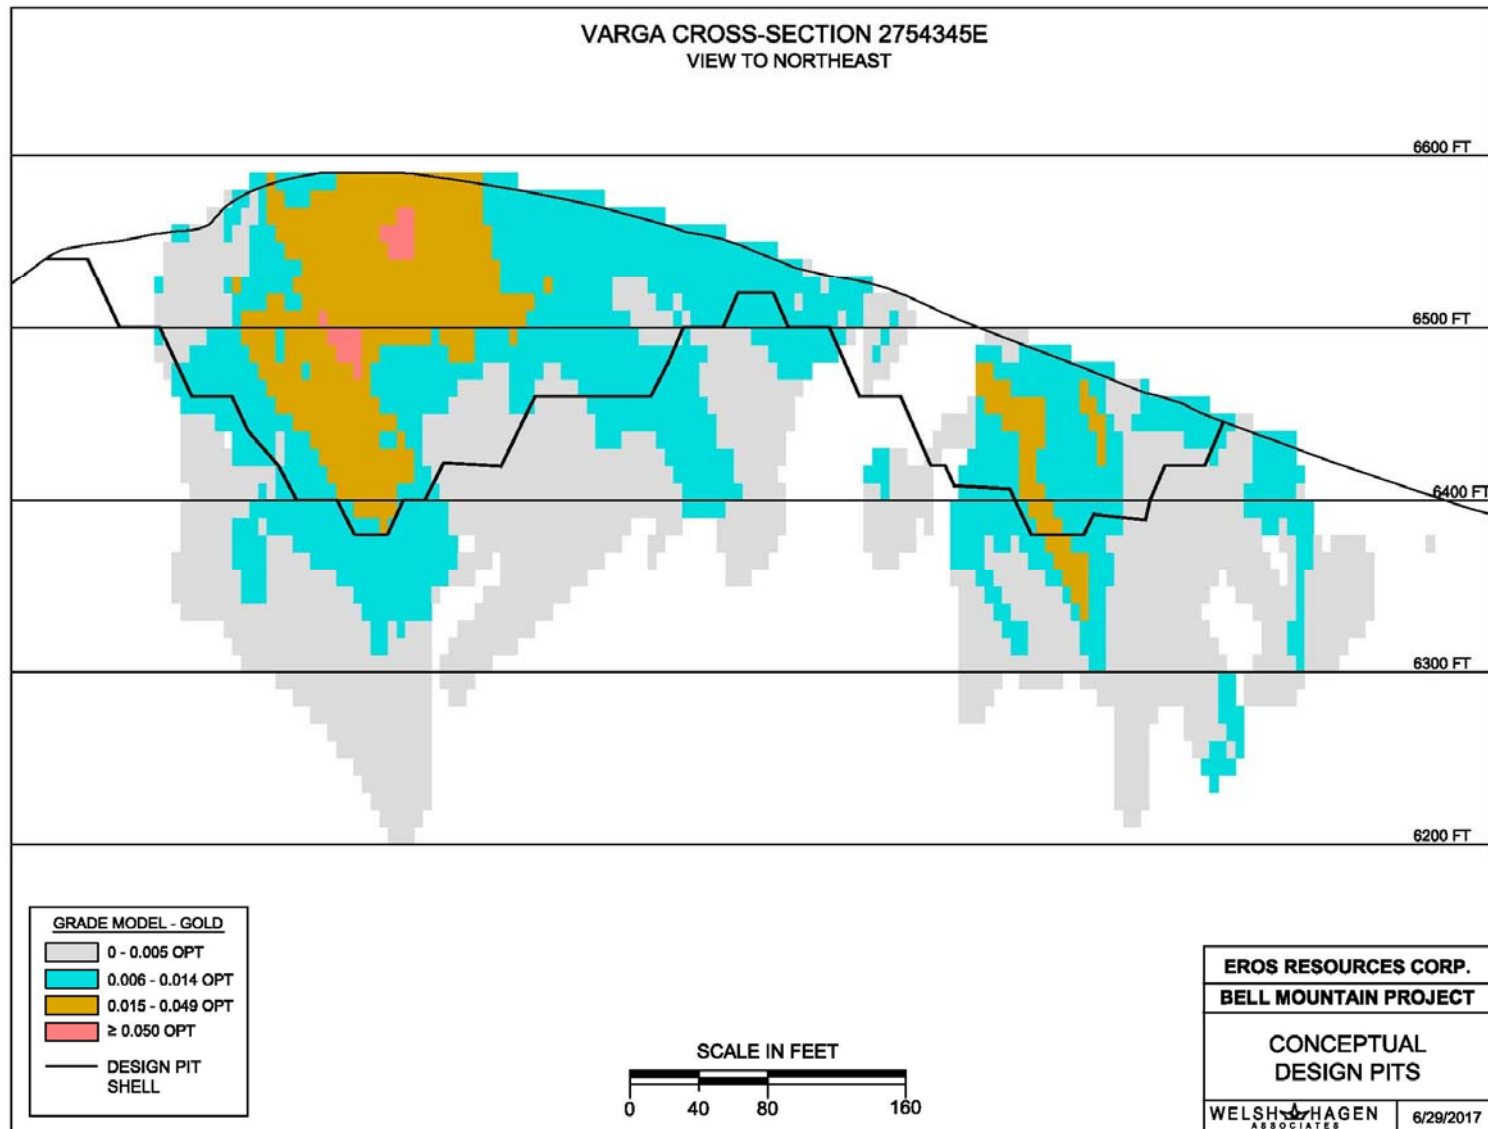 VARGA CROSS-SECTION 2754345E
VIEW TO NORTHEAST
6600 FT
6500 FT
6400 FT
6300 FT
6200 FT
GRADE MODEL - GOLD
0 - 0.005 OPT
0.006 - 0.014 OPT
0.015 - 0.049 OPT
≥ 0.050 OPT
DESIGN PIT
SHELL
SCALE IN FEET
0 40 80 160
EROS RESOURCES CORP.
BELL MOUNTAIN PROJECT
CONCEPTUAL
DESIGN PITS
WELSH HAGEN
ASSOCIATES
6/29/2017